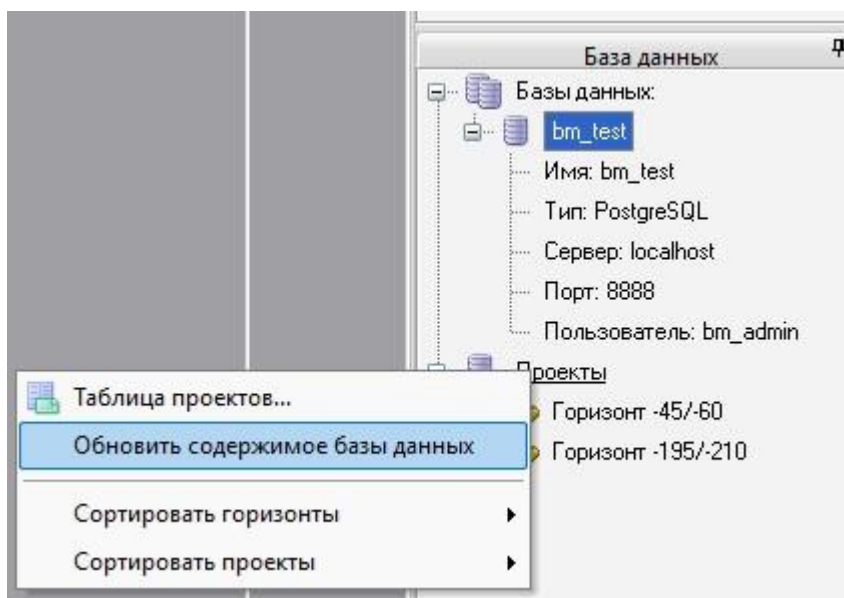 База данных
Базы данных:
bm_test
Имя: bm_test
Тип: PostgreSQL
Сервер: localhost
Порт: 8888
Пользователь: bm_admin
Проекты
Горизонт -45/-60
Горизонт -195/-210
Таблица проектов...
Обновить содержимое базы данных
Сортировать горизонты
Сортировать проекты